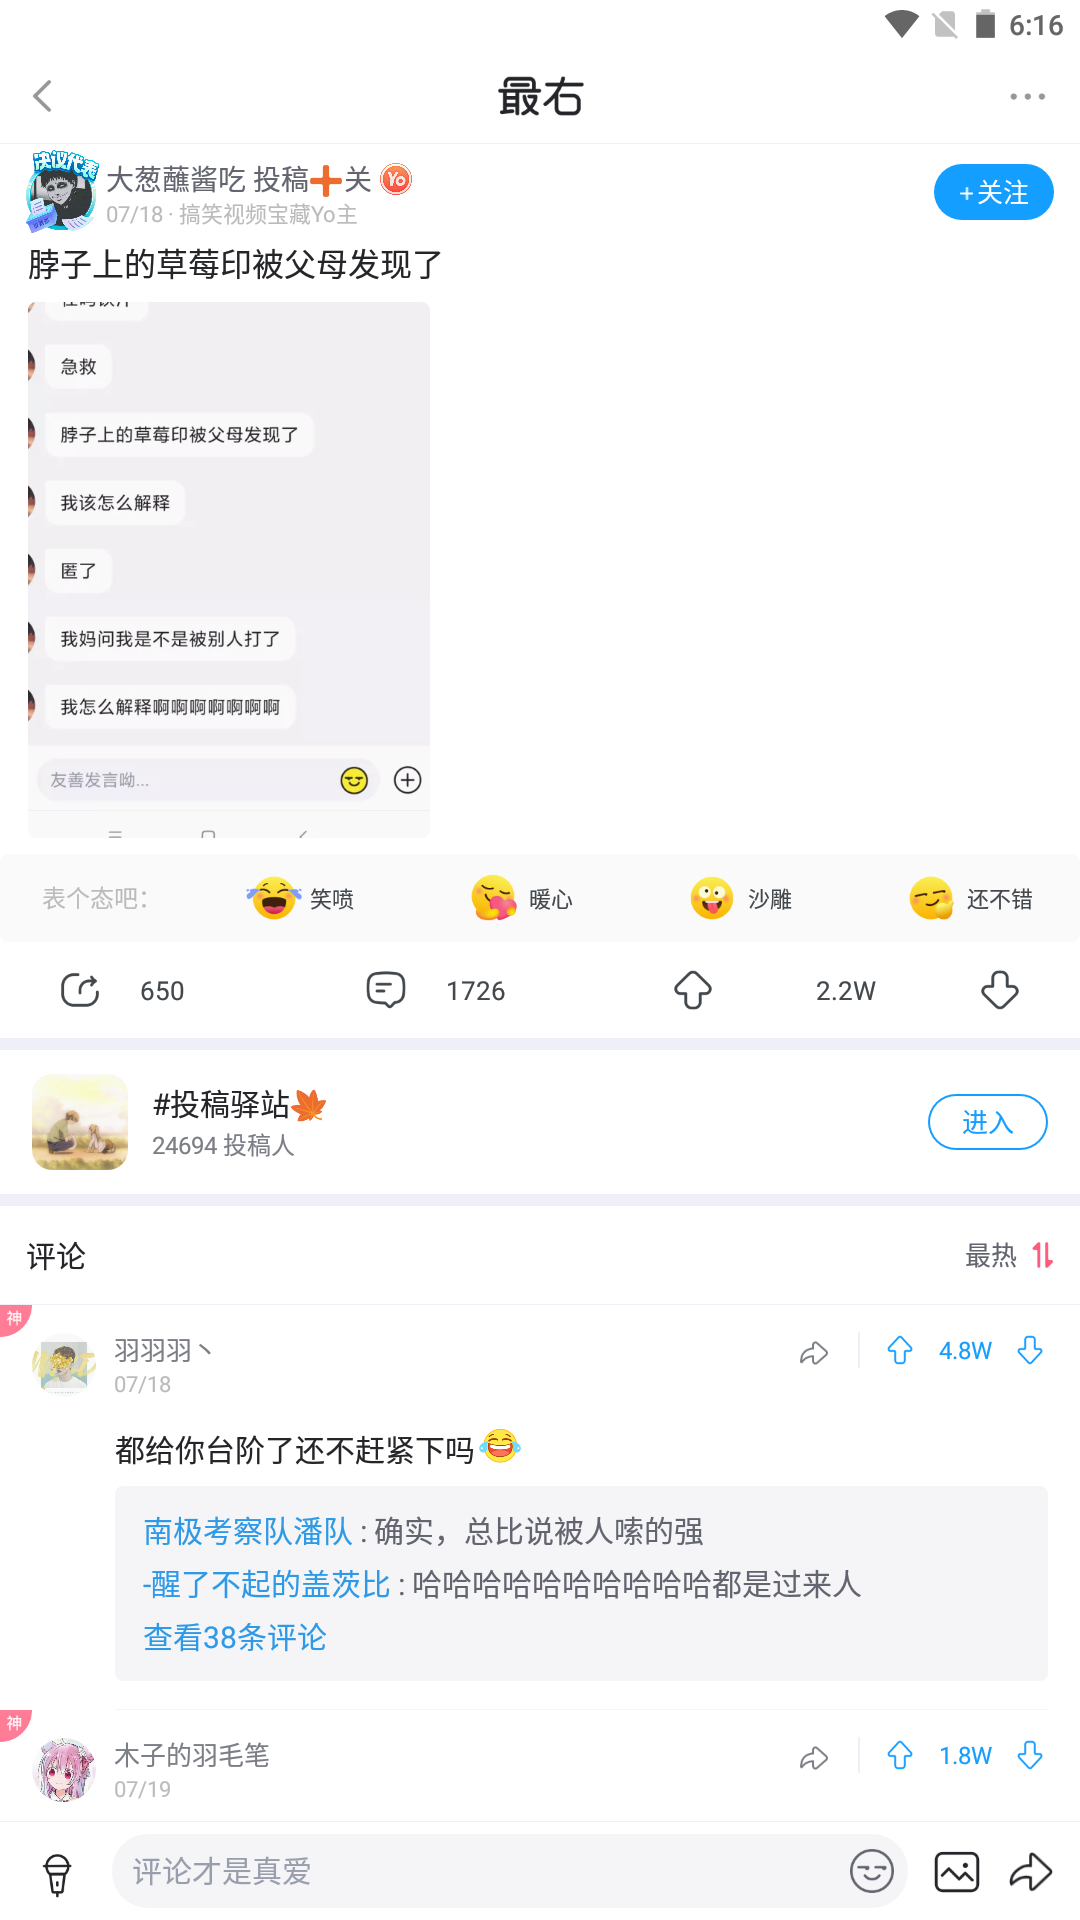 6:16
最右
决议代表
大葱蘸酱吃 投稿➕关 Yo
07/18 · 搞笑视频宝藏Yo主
+关注
脖子上的草莓印被父母发现了
急救
脖子上的草莓印被父母发现了
我该怎么解释
匿了
我妈问我是不是被别人打了
我怎么解释啊啊啊啊啊啊啊
友善发言呦...
表个态吧:
笑喷
暖心
沙雕
还不错
650
1726
2.2W
#投稿驿站🍁
24694 投稿人
进入
评论
最热
神
羽羽羽丶
4.8W
07/18
都给你台阶了还不赶紧下吗😂
南极考察队潘队 : 确实，总比说被人嗦的强
-醒了不起的盖茨比 : 哈哈哈哈哈哈哈哈哈哈都是过来人
查看38条评论
神
木子的羽毛笔
1.8W
07/19
评论才是真爱